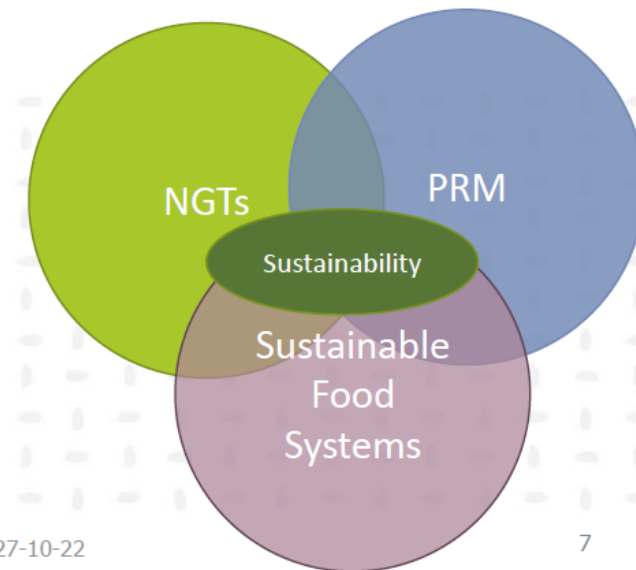 NGTs
PRM
Sustainability
Sustainable
Food
Systems
27-10-22
7